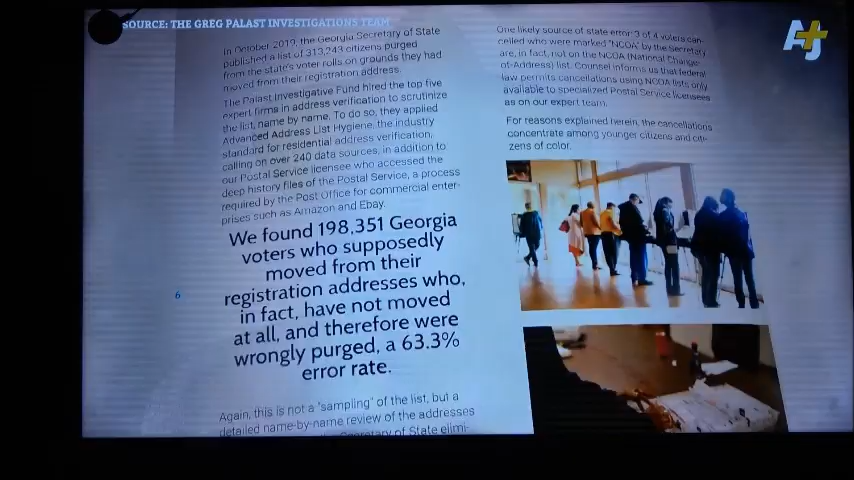 SOURCE: THE GREG PALAST INVESTIGATIONS TEAM
In October 2019, the Georgia Secretary of State
published a list of 313,243 citizens purged
from the state's voter rolls on grounds they had
moved from their registration address.
The Palast Investigative Fund hired the top five
expert firms in address verification to scrutinize
the list, name by name. To do so, they applied
Advanced Address List Hygiene, the industry
standard for residential address verification,
calling on over 240 data sources, in addition to
our Postal Service licensee who accessed the
deep history files of the Postal Service, a process
required by the Post Office for commercial enter-
prises such as Amazon and Ebay.
We found 198,351 Georgia
voters who supposedly
moved from their
registration addresses who,
in fact, have not moved
at all, and therefore were
wrongly purged, a 63.3%
error rate.
Again, this is not a "sampling" of the list, but a
detailed name-by-name review of the addresses
Secretary of State elimi-
6
One likely source of state error: 3 of 4 voters can-
celled who were marked "NCOA" by the Secretary
are, in fact, not on the NCOA (National Change-
of-Address) list. Counsel informs us that federal
law permits cancellations using NCOA lists only
available to specialized Postal Service licensees
as on our expert team.
For reasons explained herein, the cancellations
concentrate among younger citizens and citi-
zens of color.
AJ+